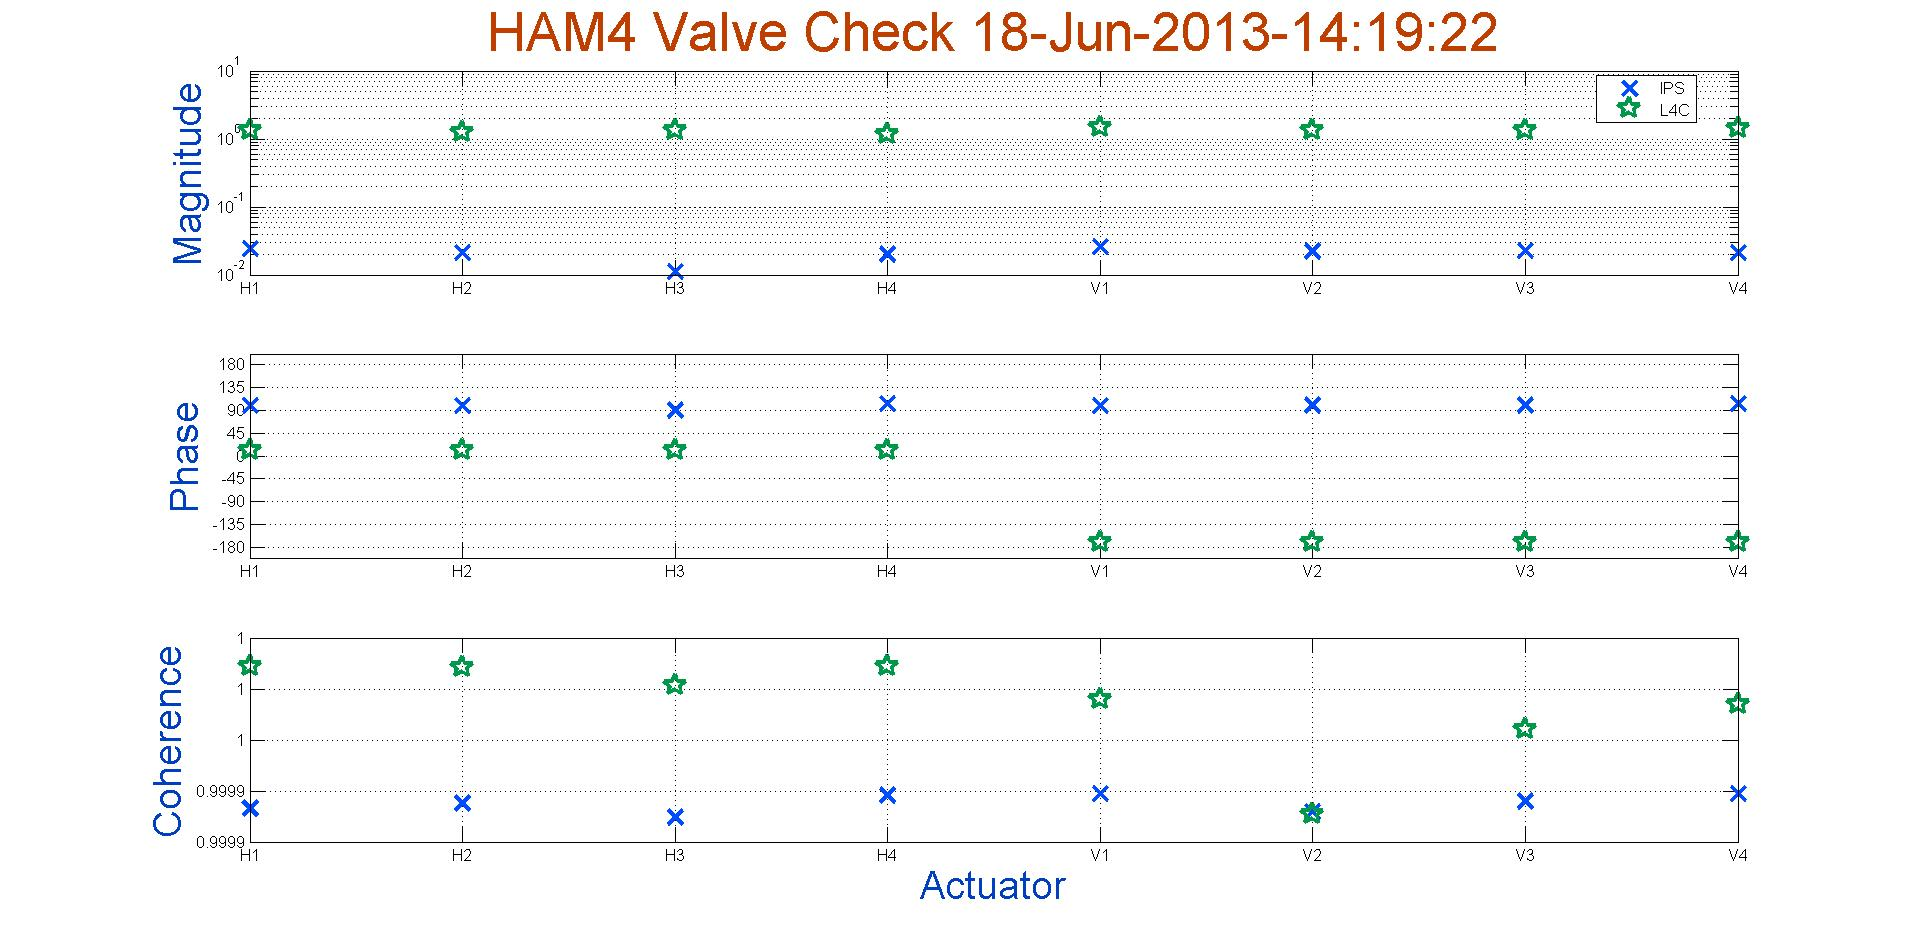 HAM4 Valve Check 18-Jun-2013-14:19:22
Magnitude
10^1
10^0
10^-1
10^-2
IPS
L4C
H1 H2 H3 H4 V1 V2 V3 V4
Phase
180
135
90
45
0
-45
-90
-135
-180
H1 H2 H3 H4 V1 V2 V3 V4
Coherence
1
1
1
0.9999
0.9999
H1 H2 H3 H4 V1 V2 V3 V4
Actuator